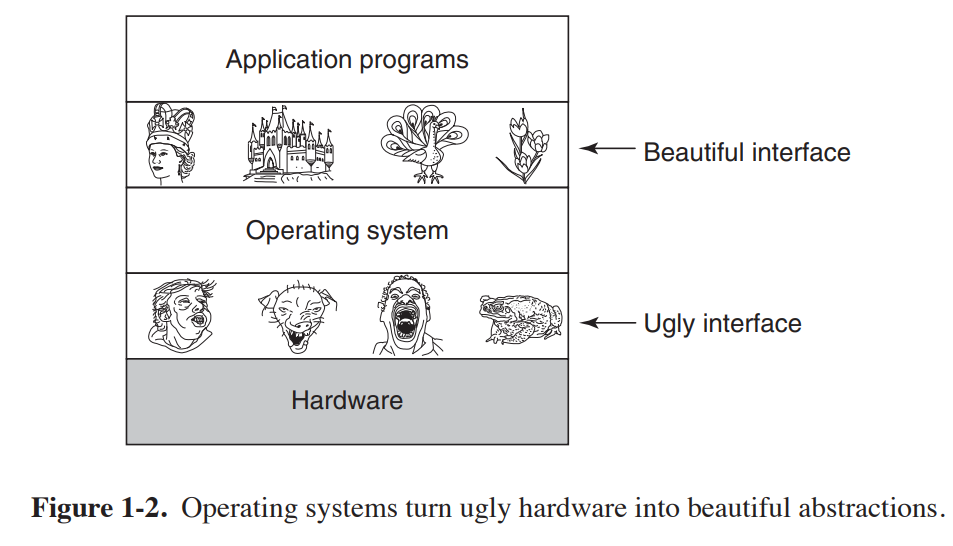 Application programs
Beautiful interface
Operating system
Ugly interface
Hardware
Figure 1-2. Operating systems turn ugly hardware into beautiful abstractions.